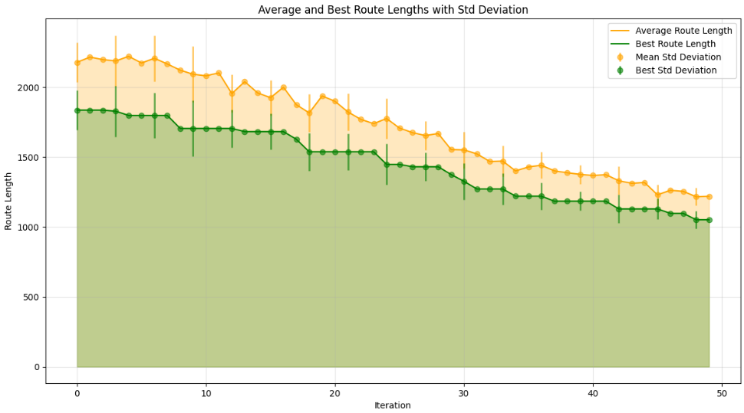 Average and Best Route Lengths with Std Deviation
Average Route Length
Best Route Length
Mean Std Deviation
Best Std Deviation
Route Length
2000
1500
1000
500
0
0
10
20
30
40
50
Iteration